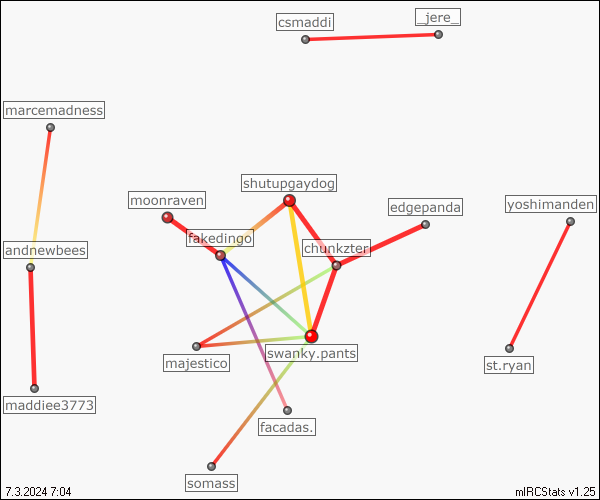 csmaddi
_jere_
marcemadness
shutupgaydog
moonraven
edgepanda
yoshimanden
fakedingo
chunkzter
andnewbees
majestico
swanky.pants
st.ryan
maddiee3773
facadas.
somass
7.3.2024 7:04
mIRCStats v1.25